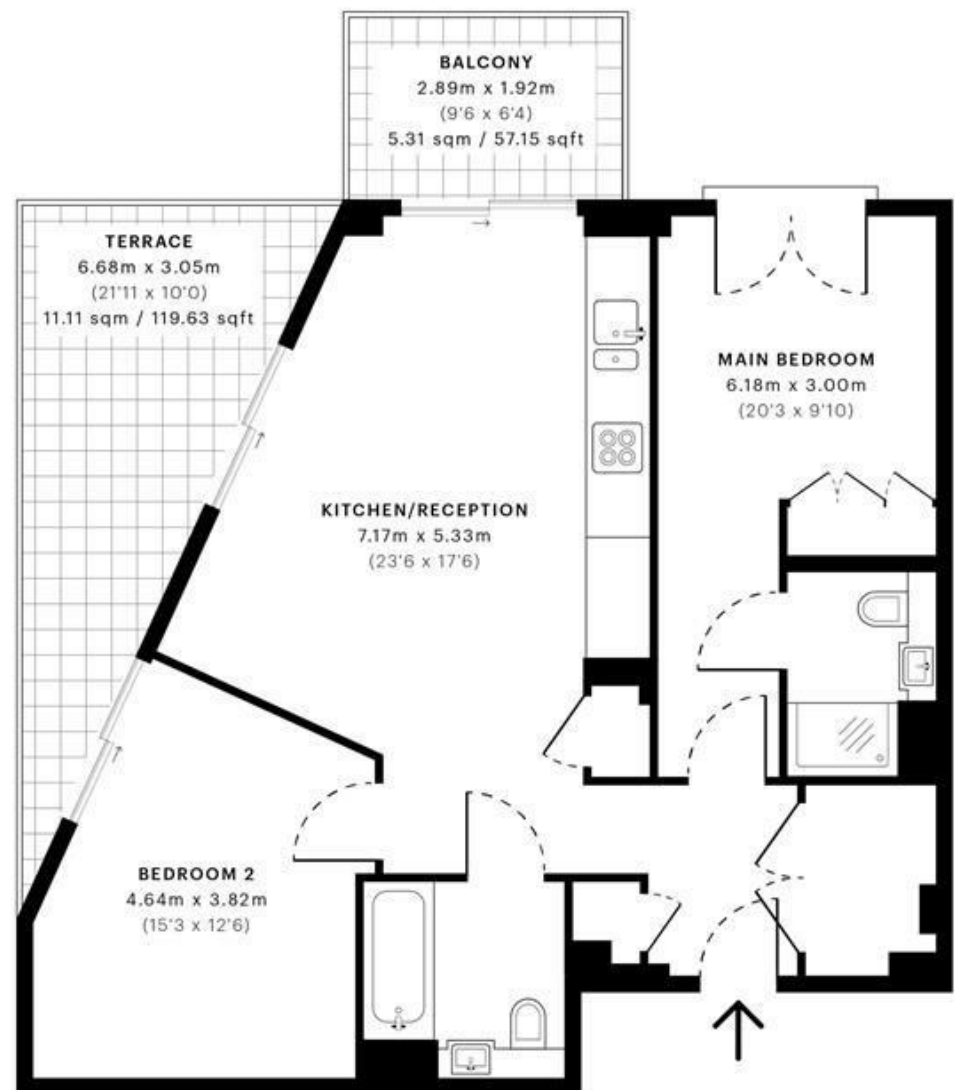 BALCONY
2.89m x 1.92m
(9'6 x 6'4)
5.31 sqm / 57.15 sqft
TERRACE
6.68m x 3.05m
(21'11 x 10'0)
11.11 sqm / 119.63 sqft
MAIN BEDROOM
6.18m x 3.00m
(20'3 x 9'10)
KITCHEN/RECEPTION
7.17m x 5.33m
(23'6 x 17'6)
BEDROOM 2
4.64m x 3.82m
(15'3 x 12'6)